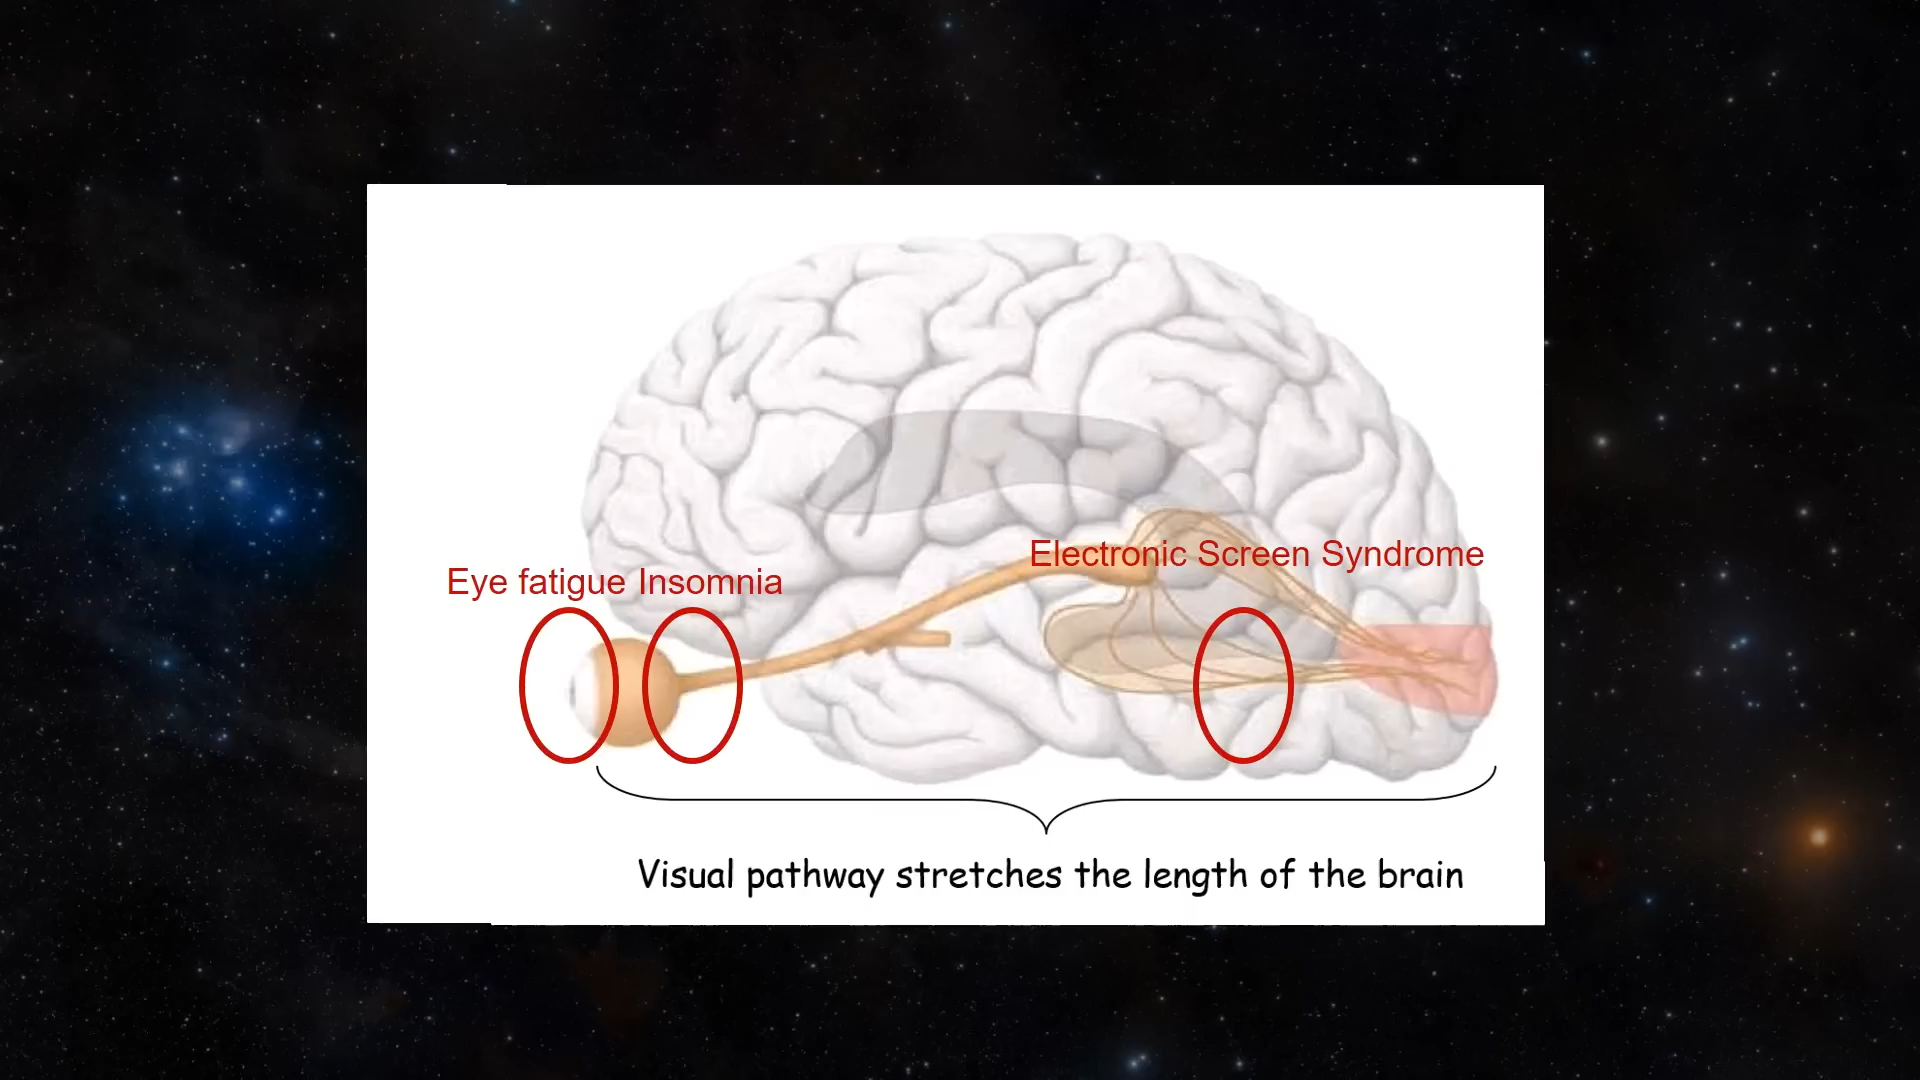 Electronic Screen Syndrome
Eye fatigue Insomnia
Visual pathway stretches the length of the brain